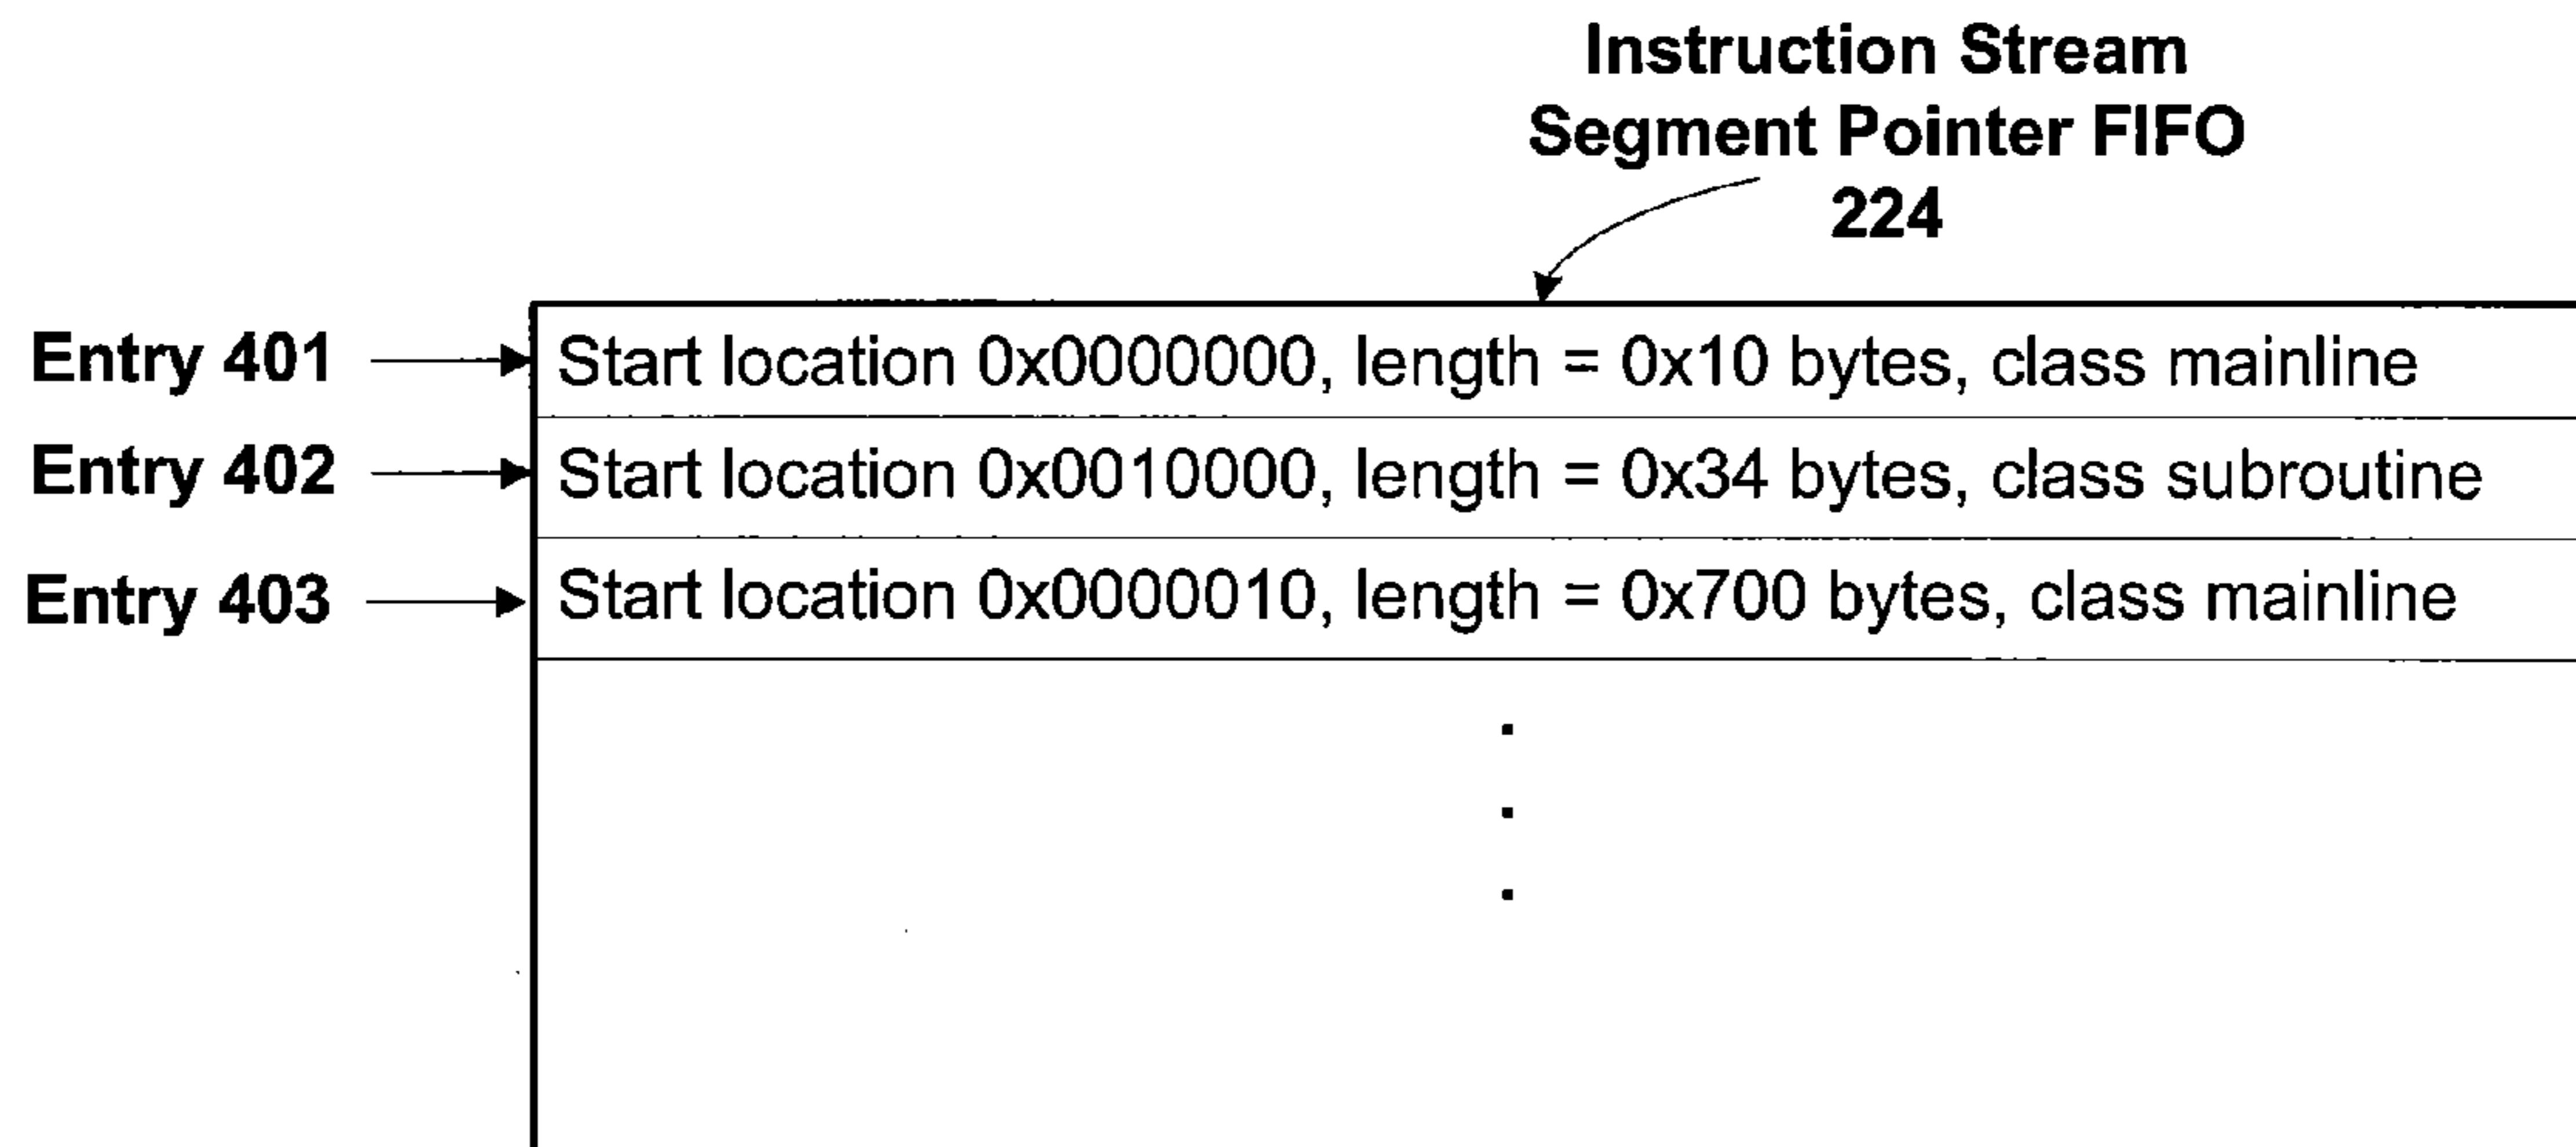 Instruction Stream
Segment Pointer FIFO
224
Entry 401
Start location 0x0000000, length = 0x10 bytes, class mainline
Entry 402
Start location 0x0010000, length = 0x34 bytes, class subroutine
Entry 403
Start location 0x0000010, length = 0x700 bytes, class mainline